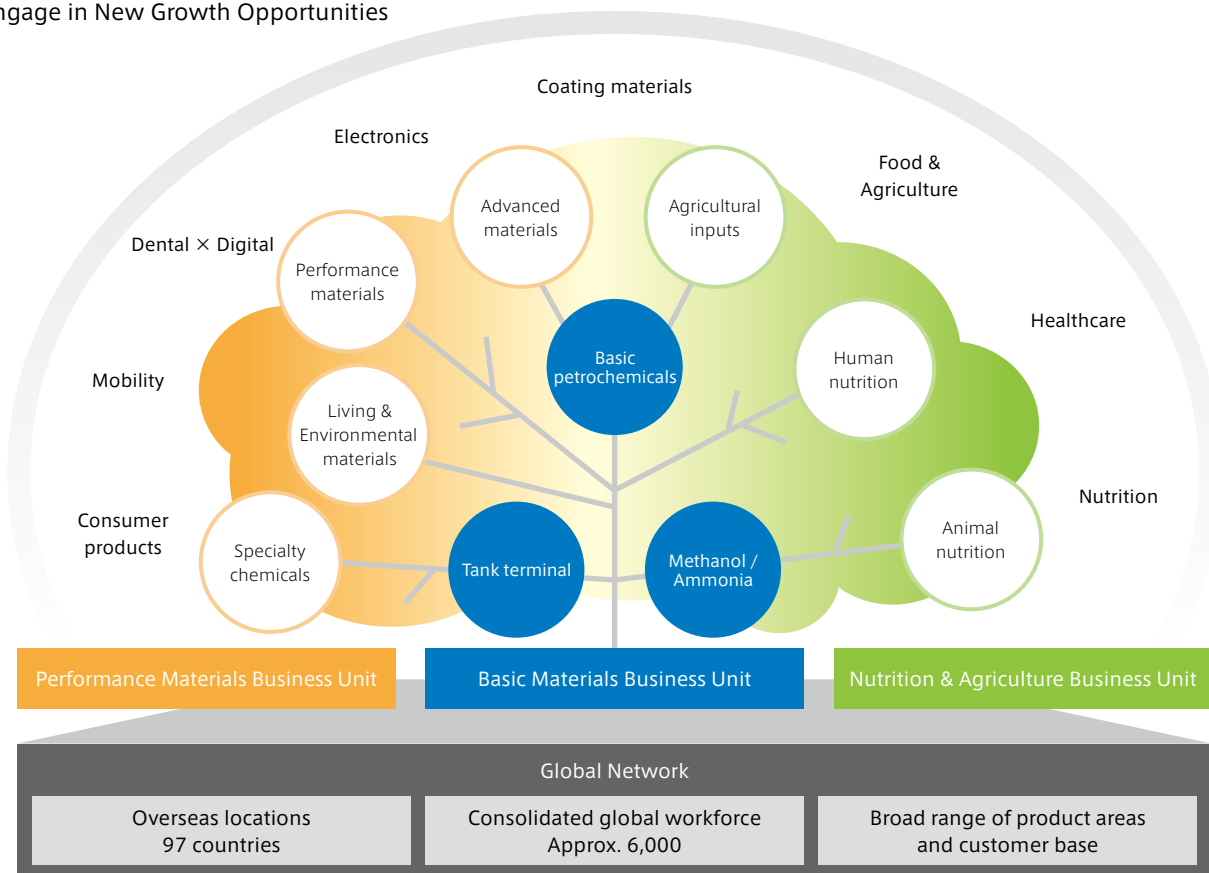 ngage in New Growth Opportunities
Coating materials
Electronics
Food &
Agriculture
Advanced
materials
Agricultural
inputs
Dental × Digital
Performance
materials
Healthcare
Basic
petrochemicals
Human
nutrition
Mobility
Living &
Environmental
materials
Nutrition
Consumer
products
Specialty
chemicals
Tank terminal
Methanol /
Ammonia
Animal
nutrition
Performance Materials Business Unit
Basic Materials Business Unit
Nutrition & Agriculture Business Unit
Global Network
Overseas locations
97 countries
Consolidated global workforce
Approx. 6,000
Broad range of product areas
and customer base